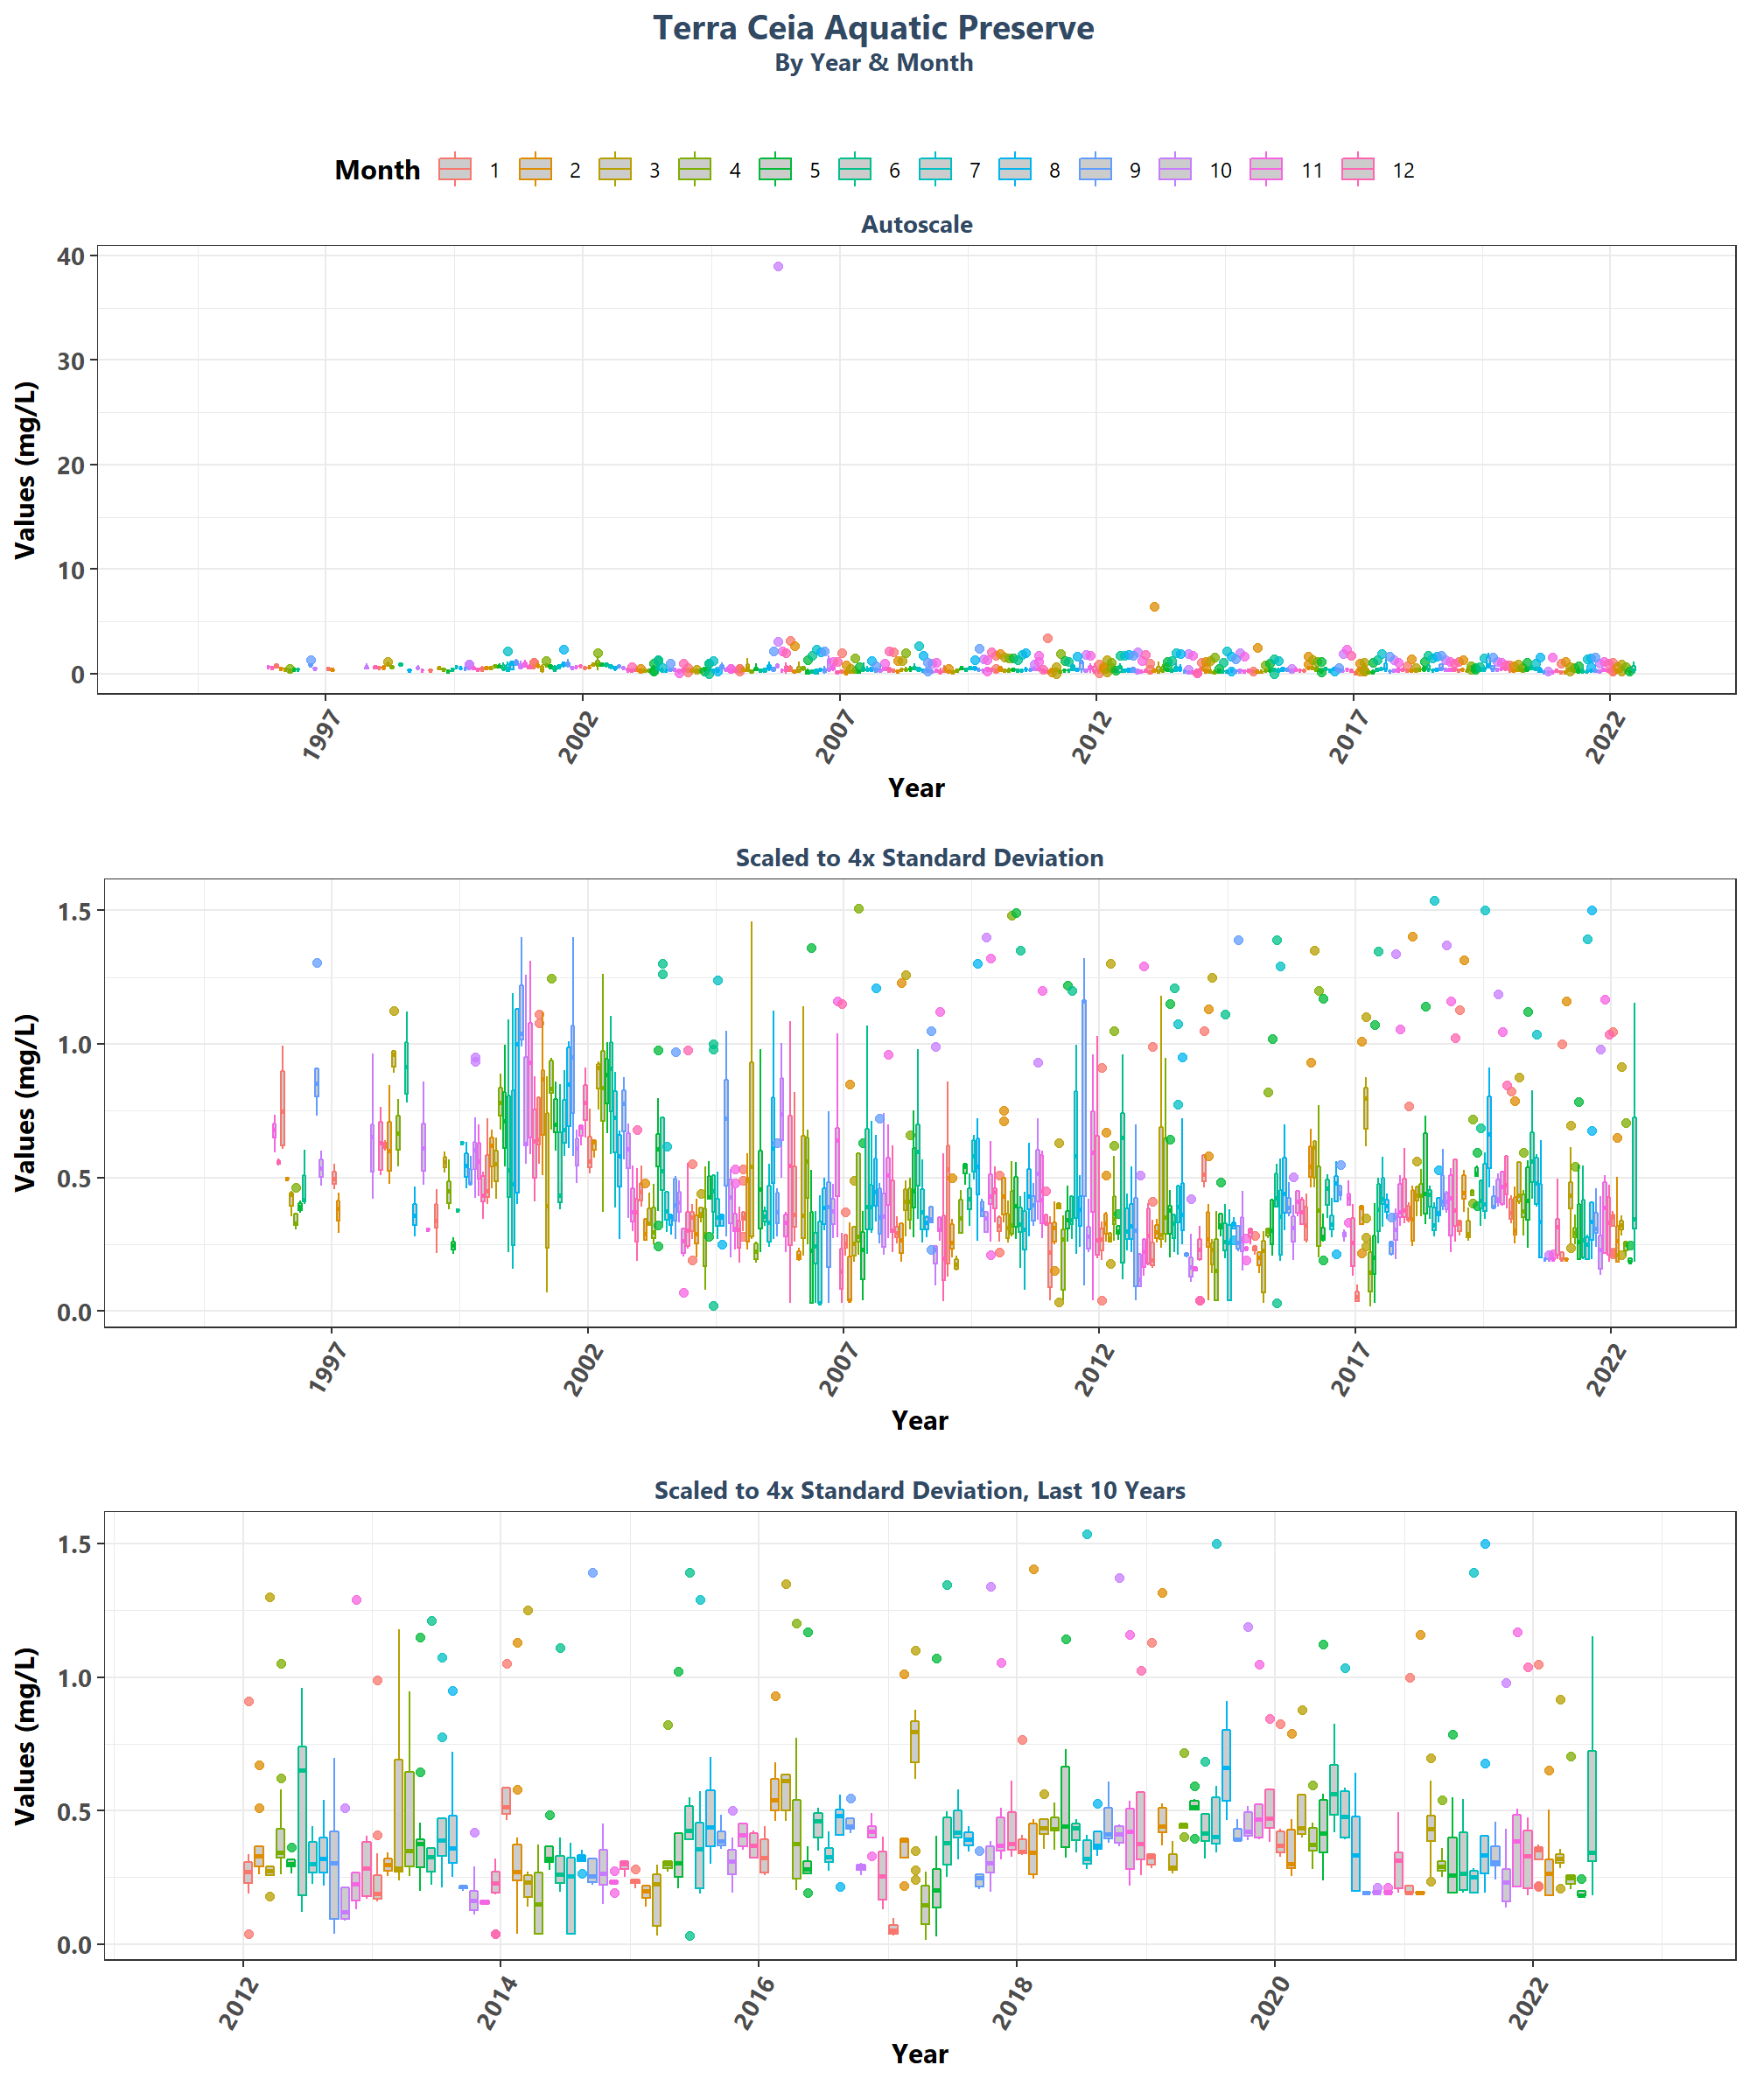 Terra Ceia Aquatic Preserve
By Year & Month
Month 1 2 3 4 5 6 7 8 9 10 11 12
Autoscale
Values (mg/L)
40
30
20
10
0
1997 2002 2007 2012 2017 2022
Year
Scaled to 4x Standard Deviation
Values (mg/L)
1.5
1.0
0.5
0.0
1997 2002 2007 2012 2017 2022
Year
Scaled to 4x Standard Deviation, Last 10 Years
Values (mg/L)
1.5
1.0
0.5
0.0
2012 2014 2016 2018 2020 2022
Year